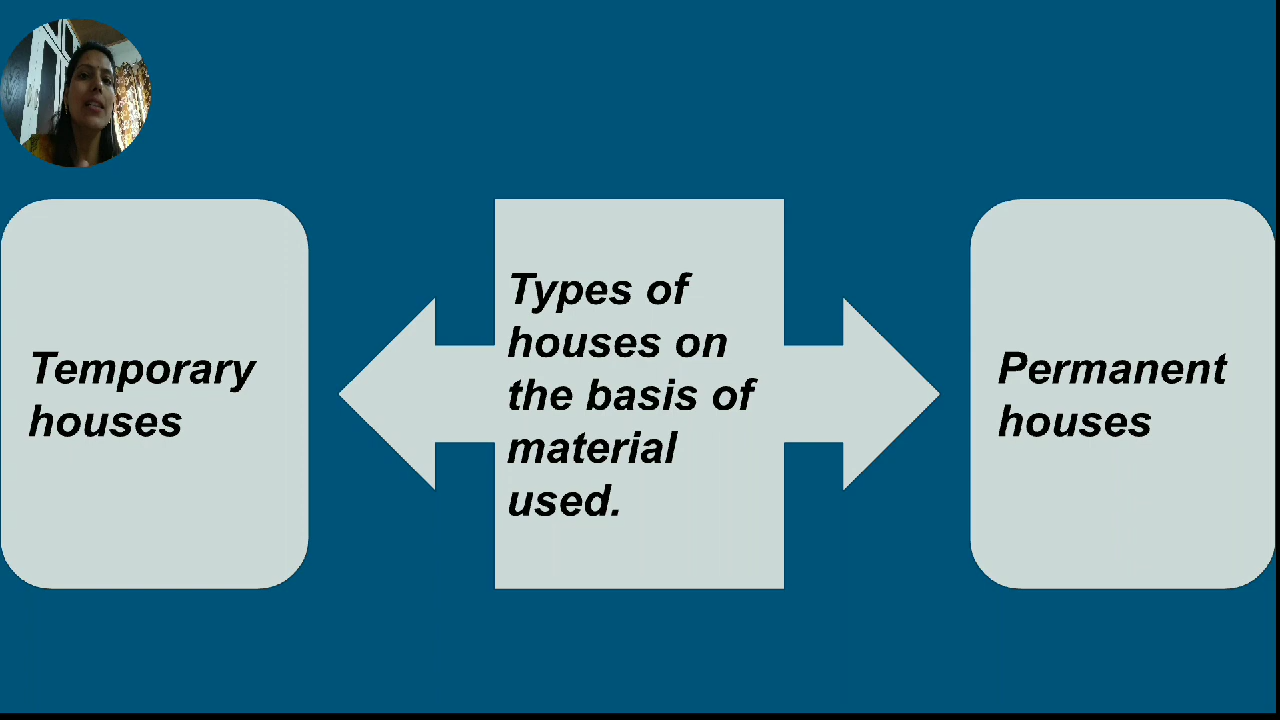 Temporary
houses
Types of
houses on
the basis of
material
used.
Permanent
houses